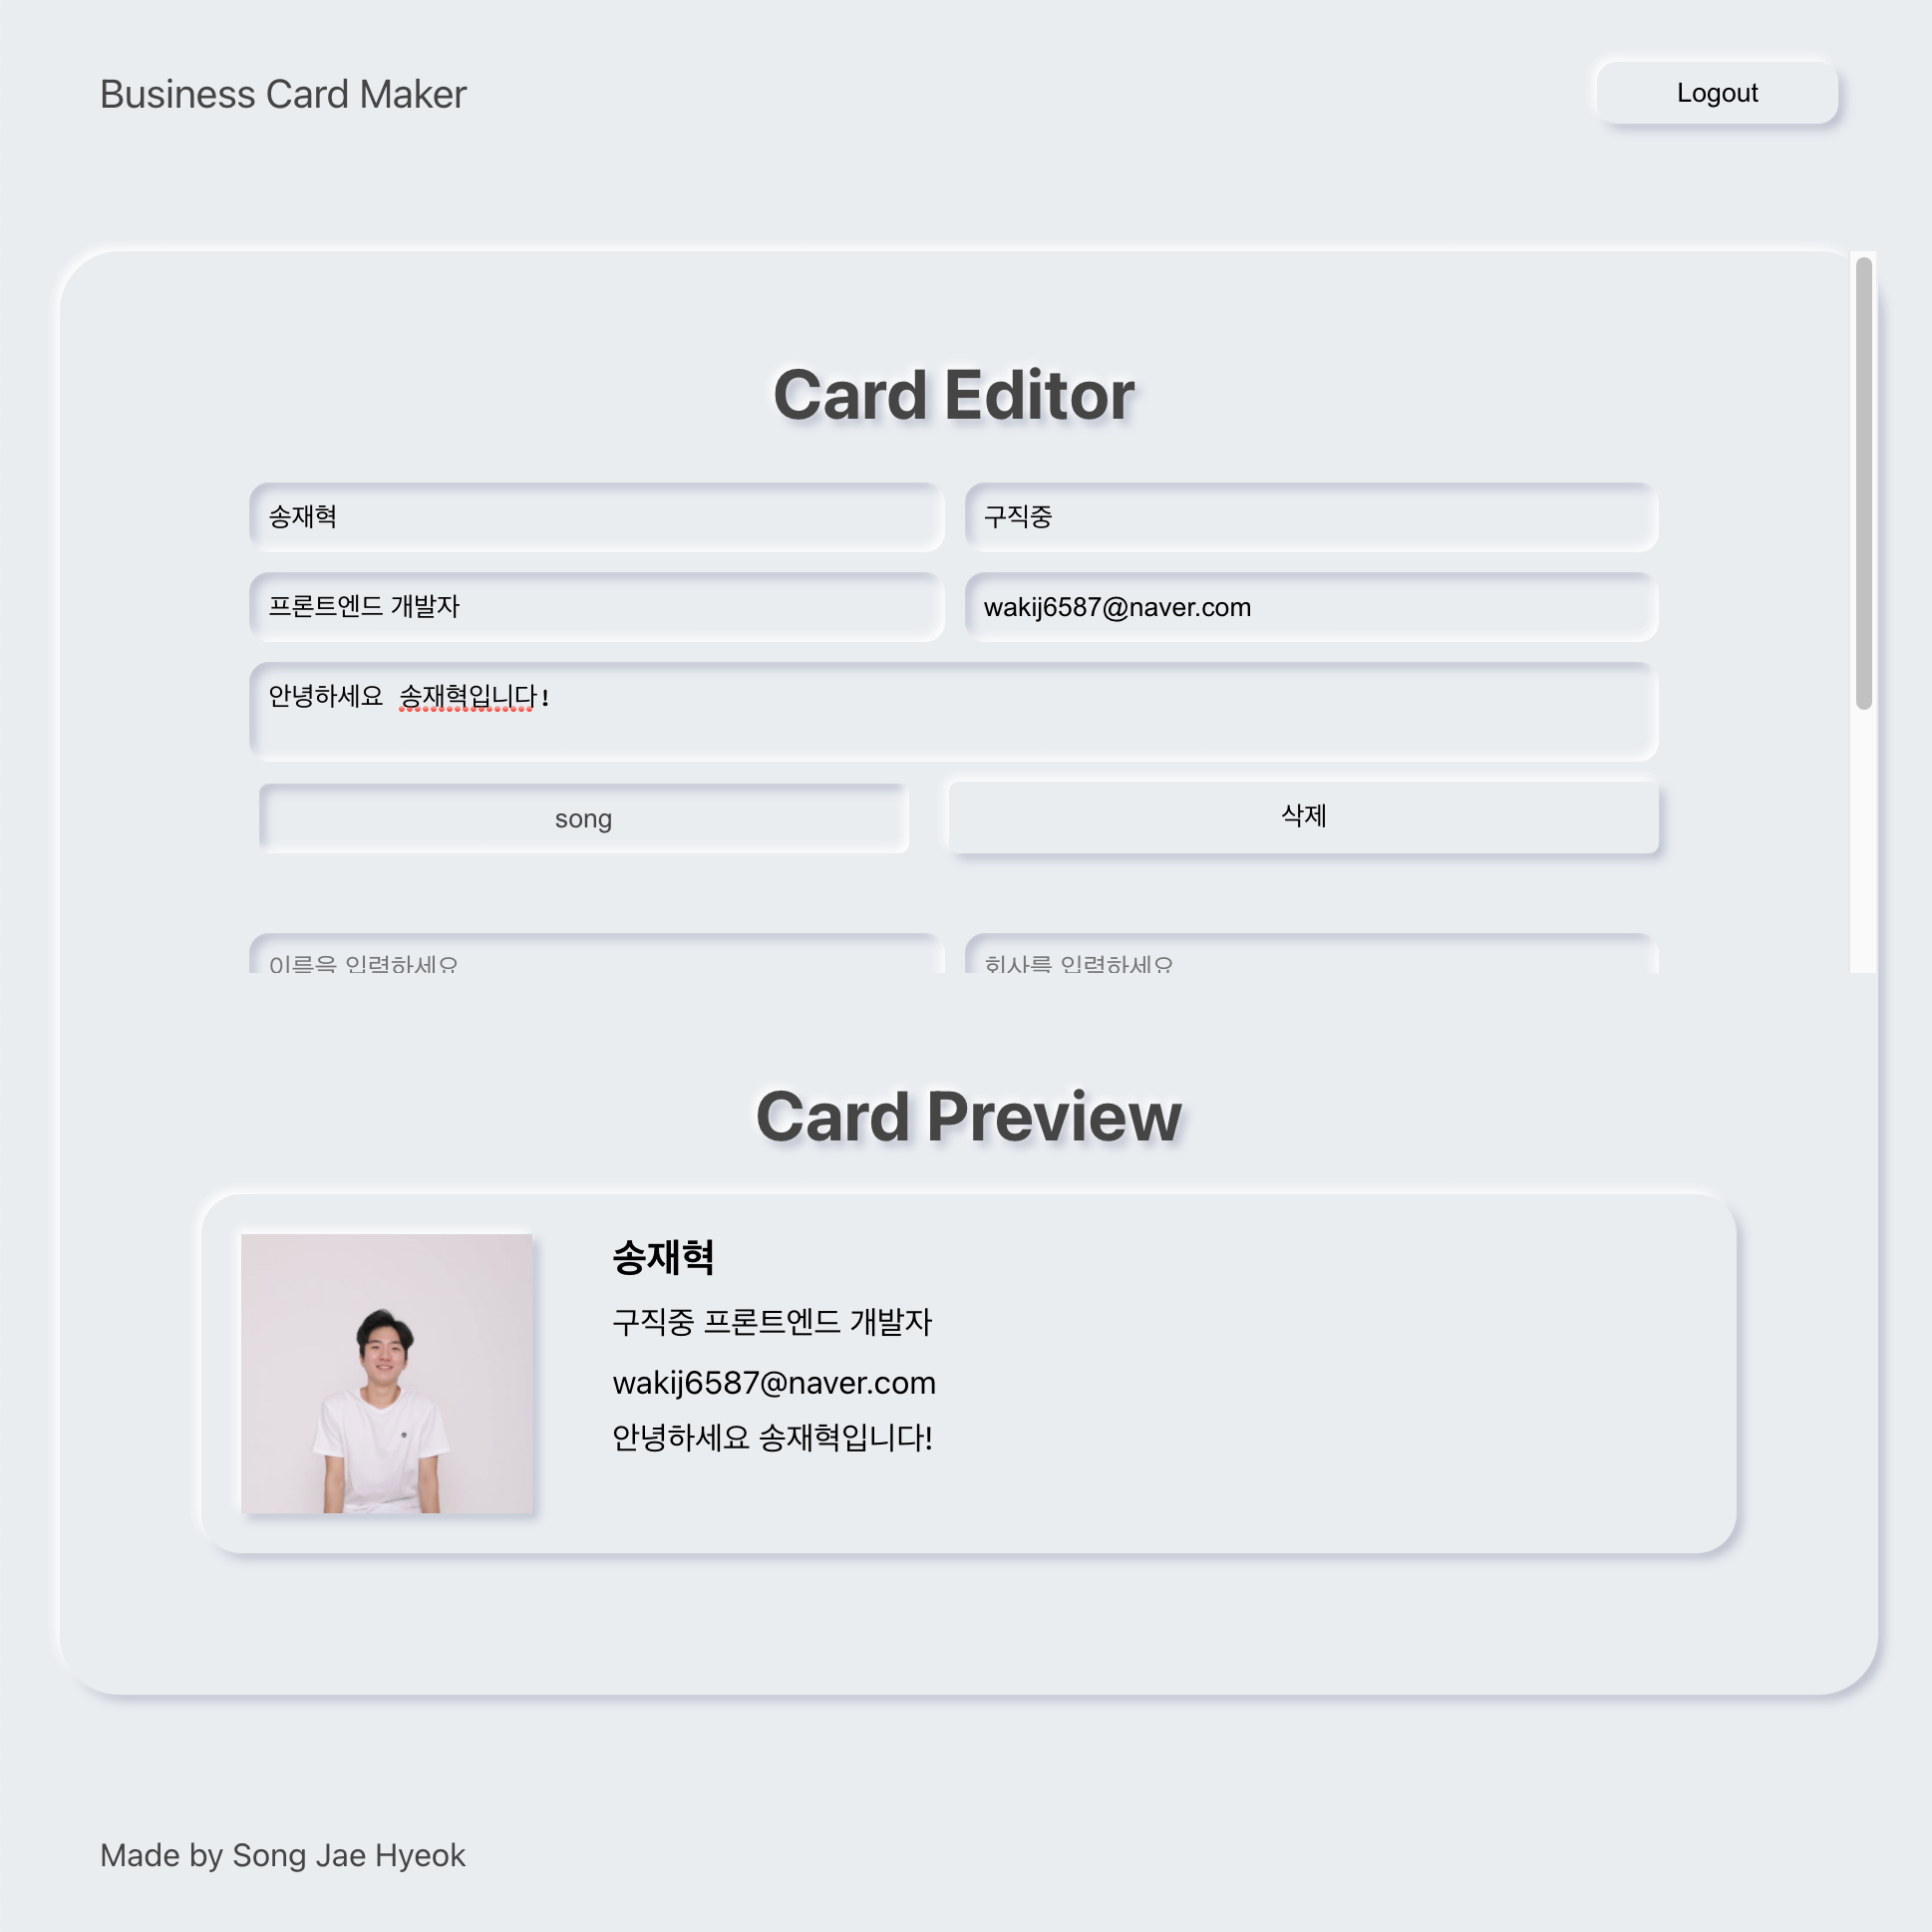 Business Card Maker
Logout
Card Editor
송재혁
구직중
프론트엔드 개발자
wakij6587@naver.com
안녕하세요 송재혁입니다!
song
삭제
이름을 입력하세요
회사를 입력하세요
Card Preview
송재혁
구직중 프론트엔드 개발자
wakij6587@naver.com
안녕하세요 송재혁입니다!
Made by Song Jae Hyeok